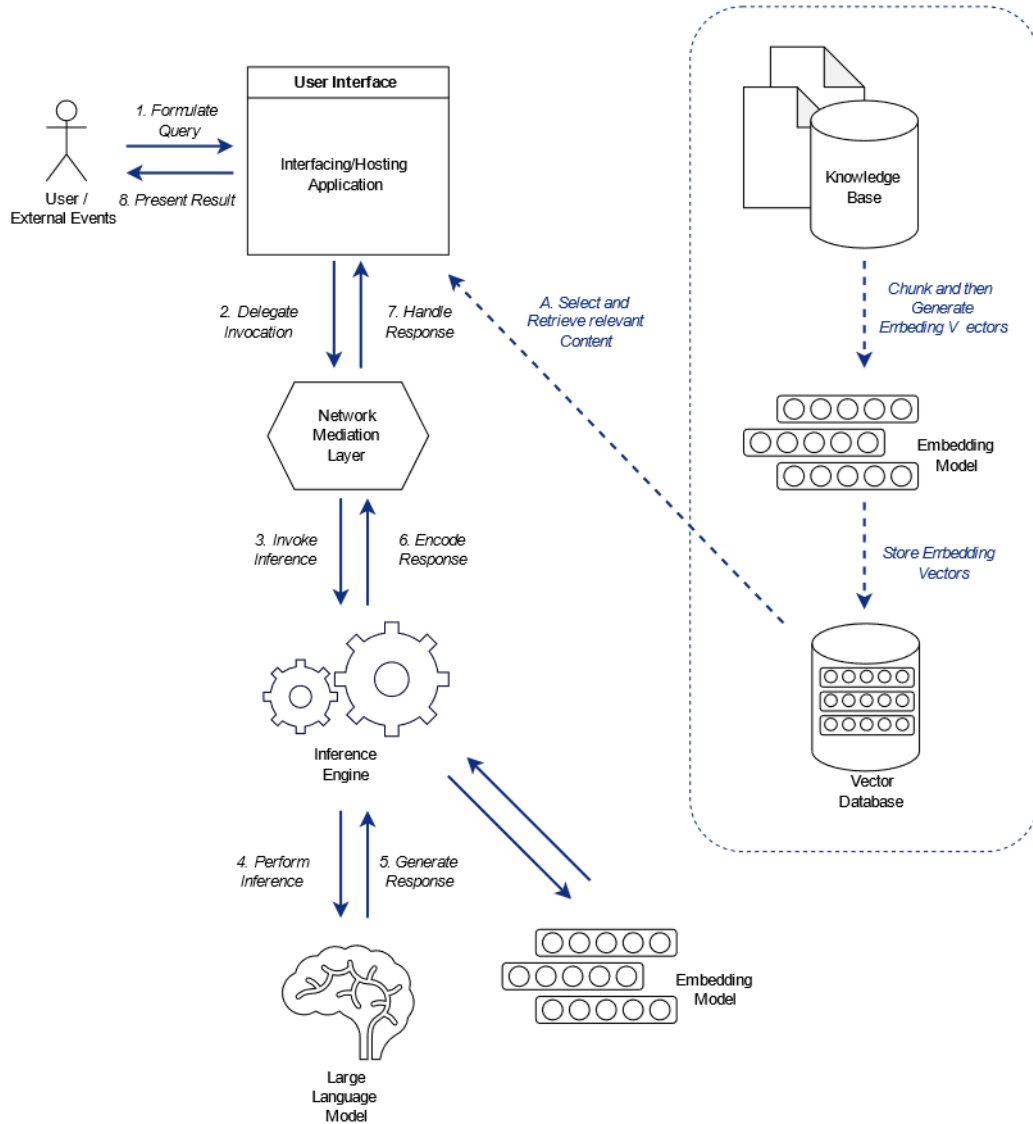 User Interface
Interfacing/Hosting
Application
1. Formulate
Query
8. Present Result
User /
External Events
2. Delegate
Invocation
7. Handle
Response
A. Select and
Retrieve relevant
Content
Knowledge
Base
Chunk and then
Generate
Errbeding V ectors
Network
Mediation
Layer
Embedding
Model
3. Invoke
Inference
6. Encode
Response
Store Errbedding
Vectors
Inference
Engine
Vector
Database
4. Perform
Inference
5. Generate
Response
Embedding
Model
Large
Language
Model